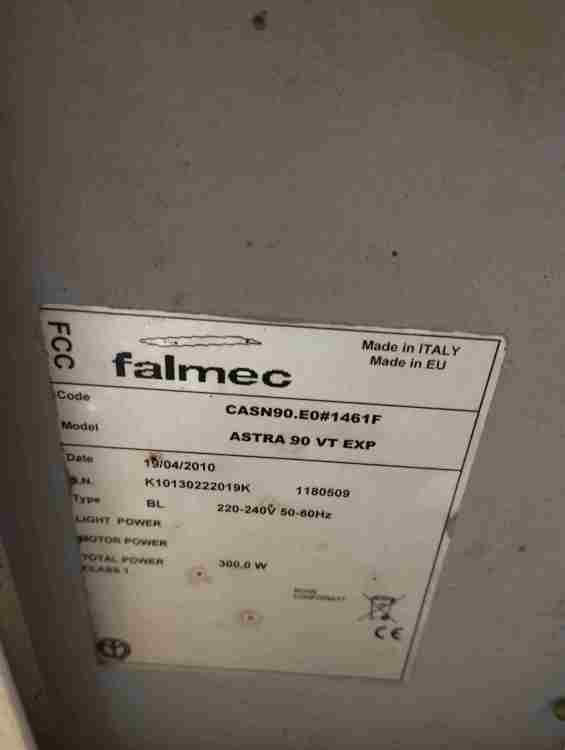 FCC
falmec
Made in ITALY
Made in EU
Code CASN90.E0#1461F
Model ASTRA 90 VT EXP
Date 19/04/2010
S.N. K10130222019K 1180509
Type BL 220-240V 50-60Hz
LIGHT POWER
MOTOR POWER
TOTAL POWER 300,0 W
CLASS 1
ROHS
CONFORMITY
CE